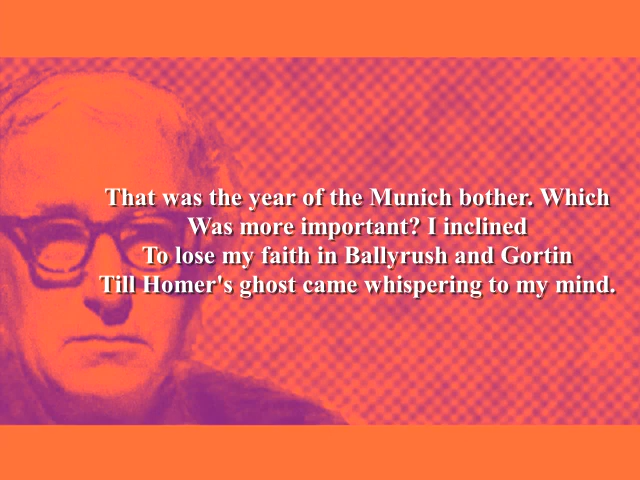 That was the year of the Munich bother. Which
Was more important? I inclined
To lose my faith in Ballyrush and Gortin
Till Homer's ghost came whispering to my mind.